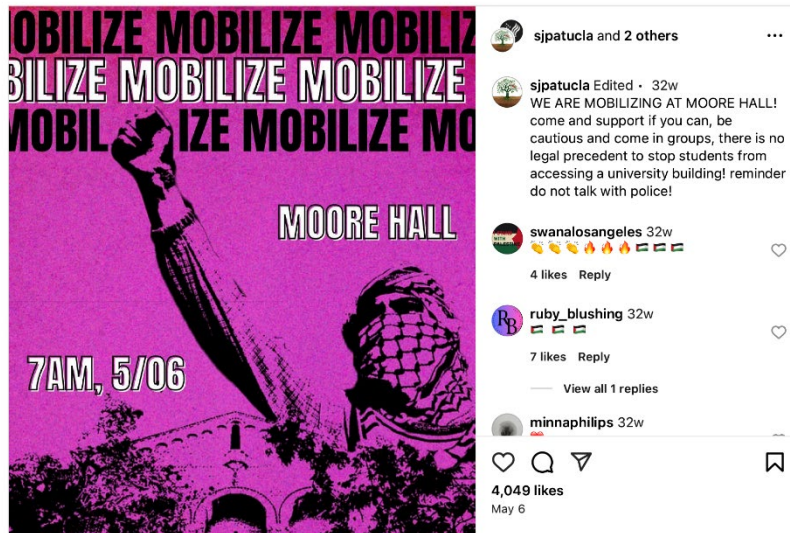 OBILIZE MOBILIZE MOBILIZ
BILIZE MOBILIZE MOBILIZE
MOBIL IZE MOBILIZE MO
MOORE HALL
7AM, 5/06
sjpatucla and 2 others
sjpatucla Edited · 32w
WE ARE MOBILIZING AT MOORE HALL!
come and support if you can, be
cautious and come in groups, there is no
legal precedent to stop students from
accessing a university building! reminder
do not talk with police!
swanalosangeles 32w
👏👏👏🔥🔥🔥🇵🇸🇵🇸🇵🇸
4 likes Reply
RB
ruby_blushing 32w
🇵🇸🇵🇸🇵🇸
7 likes Reply
View all 1 replies
minnaphilips 32w
4,049 likes
May 6